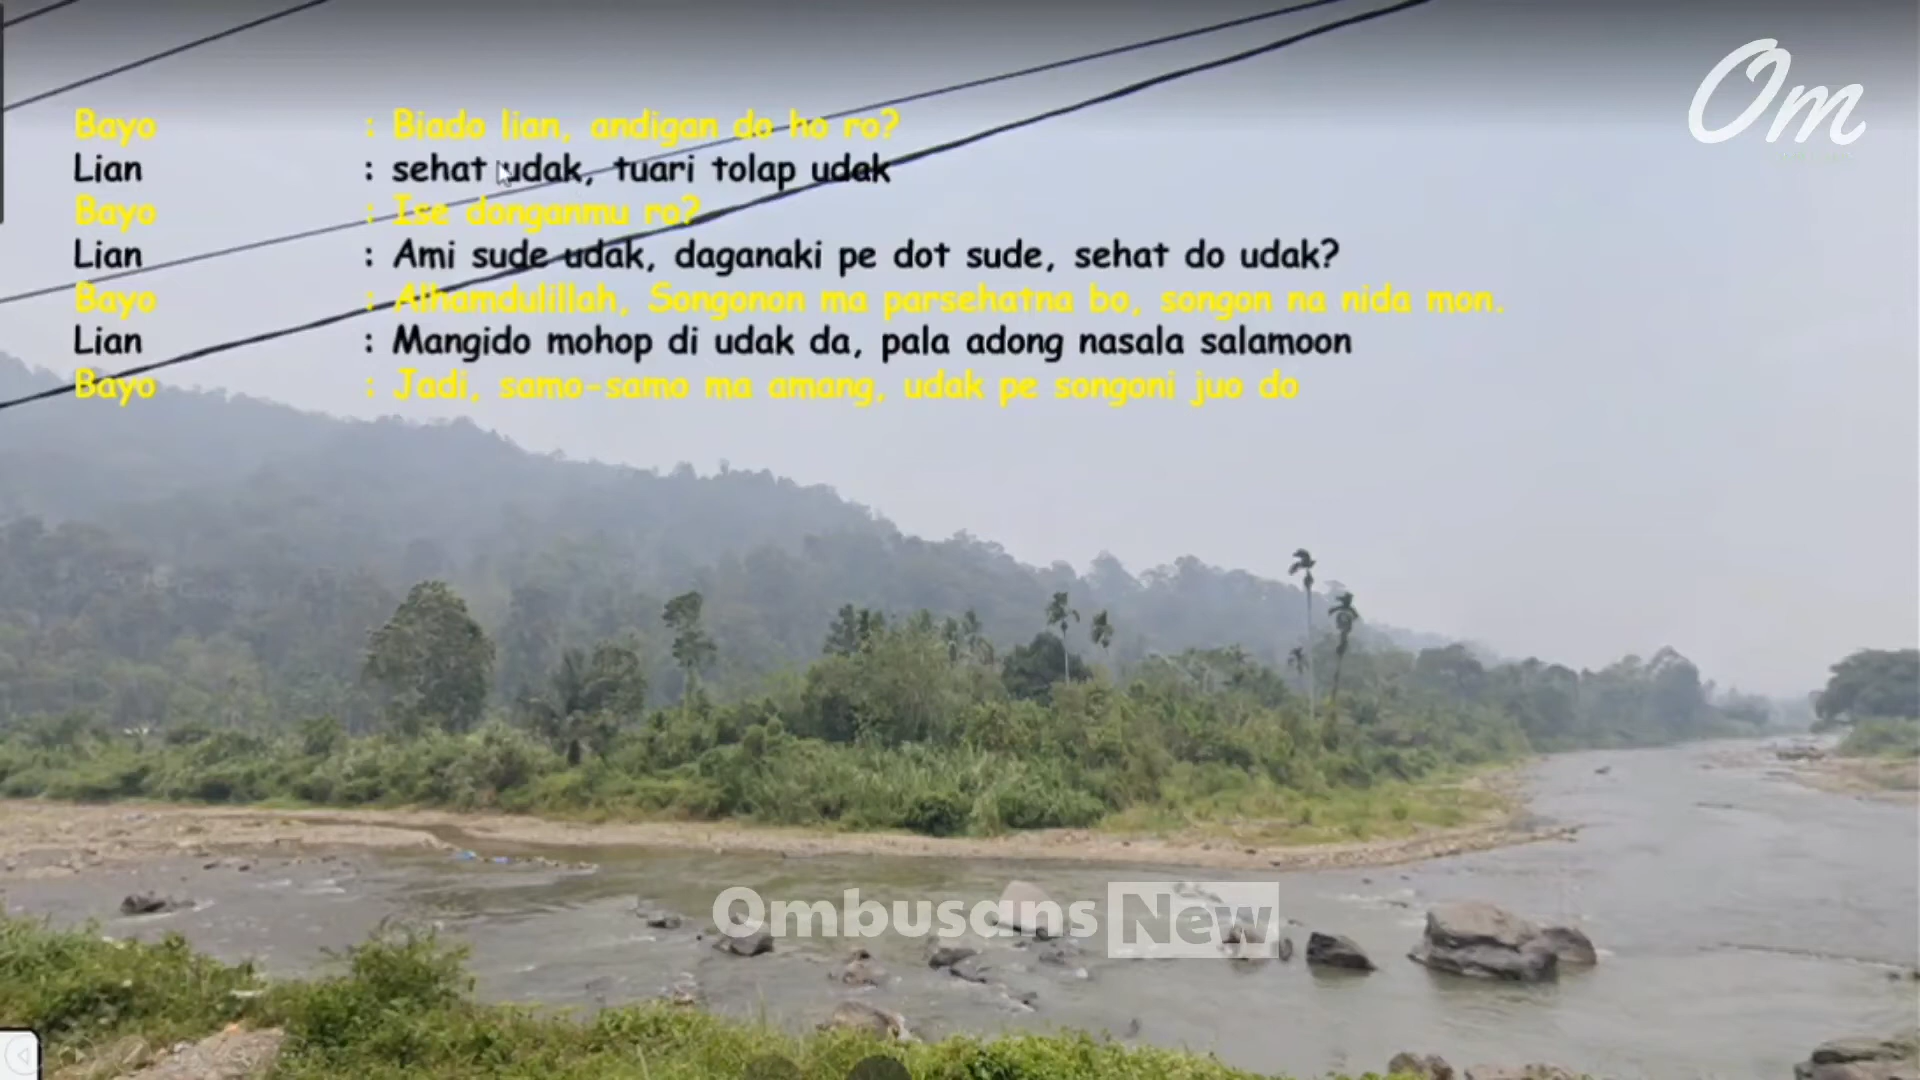 Om
Bayo : Biado lian, andigan do ho ro?
Lian : sehat udak, tuari tolap udak
Bayo : Ise donganmu ro?
Lian : Ami sude udak, daganaki pe dot sude, sehat do udak?
Bayo : Alhamdulillah, Songonon ma parsehatna bo, songon na nida mon.
Lian : Mangido mohop di udak da, pala adong nasala salamoon
Bayo : Jadi, samo-samo ma amang, udak pe songoni juo do
Ombusans New